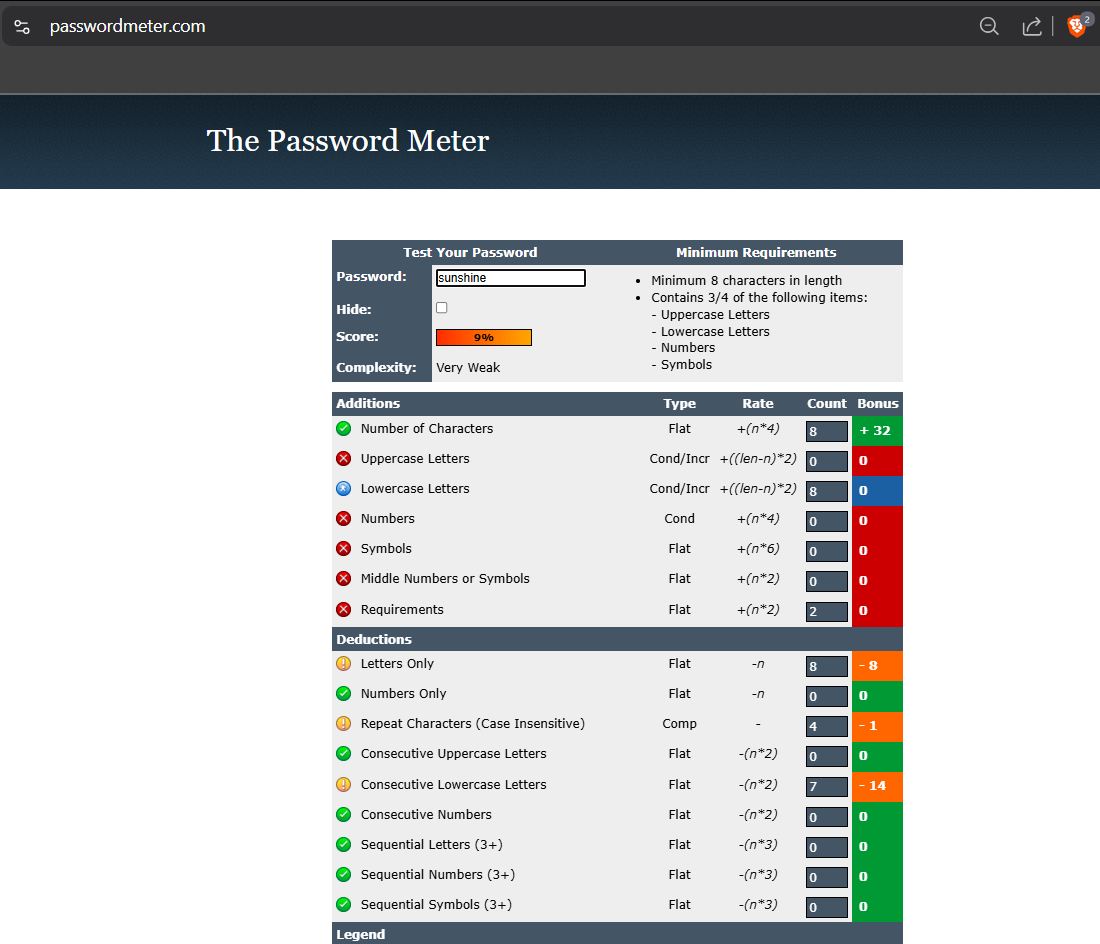 passwordmeter.com
2
The Password Meter
Test Your Password Minimum Requirements
Password: sunshine
Hide:
Score: 9%
Complexity: Very Weak
• Minimum 8 characters in length
• Contains 3/4 of the following items:
- Uppercase Letters
- Lowercase Letters
- Numbers
- Symbols
Additions Type Rate Count Bonus
Number of Characters Flat +(n*4) 8 + 32
Uppercase Letters Cond/Incr +((len-n)*2) 0 0
Lowercase Letters Cond/Incr +((len-n)*2) 8 0
Numbers Cond +(n*4) 0 0
Symbols Flat +(n*6) 0 0
Middle Numbers or Symbols Flat +(n*2) 0 0
Requirements Flat +(n*2) 2 0
Deductions
Letters Only Flat -n 8 - 8
Numbers Only Flat -n 0 0
Repeat Characters (Case Insensitive) Comp - 4 - 1
Consecutive Uppercase Letters Flat -(n*2) 0 0
Consecutive Lowercase Letters Flat -(n*2) 7 - 14
Consecutive Numbers Flat -(n*2) 0 0
Sequential Letters (3+) Flat -(n*3) 0 0
Sequential Numbers (3+) Flat -(n*3) 0 0
Sequential Symbols (3+) Flat -(n*3) 0 0
Legend